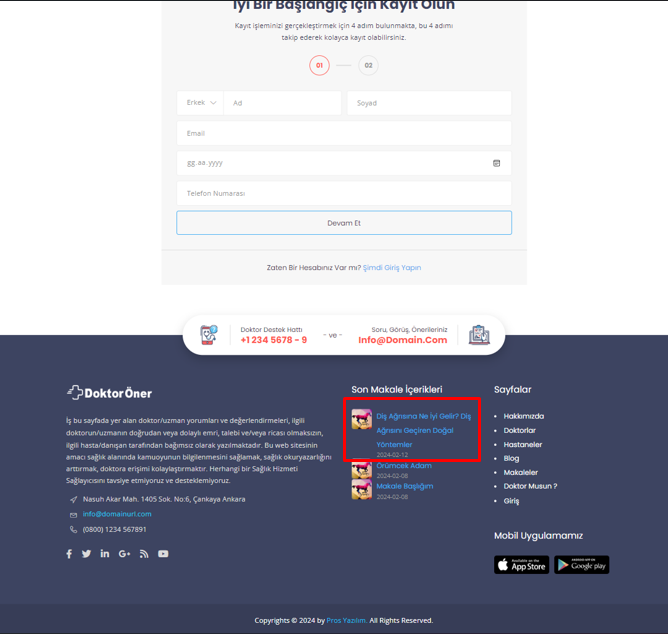 İyi Bir Başlangıç İçin Kayıt Olun
Kayıt işleminizi gerçekleştirmek için 4 adım bulunmakta, bu 4 adımı
takip ederek kolayca kayıt olabilirsiniz.
01
02
Erkek
Ad
Soyad
Email
gg.aa.yyyy
Telefon Numarası
Devam Et
Zaten Bir Hesabınız Var mı? Şimdi Giriş Yapın
Doktor Destek Hattı
+1 234 5678 - 9
- ve -
Soru, Görüş, Önerileriniz
Info@Domain.Com
DoktorÖner
İş bu sayfada yer alan doktor/uzman yorumları ve değerlendirmeleri, ilgili
doktorun/uzmanın doğrudan veya dolaylı emri, talebi ve/veya ricası olmaksızın,
ilgili hasta/danışan tarafından bağımsız olarak yazılmaktadır. Bu web sitesinin
amacı sağlık alanında kamuoyunun bilgilenmesini sağlamak, sağlık okuryazarlığını
arttırmak, doktora erişimi kolaylaştırmaktır. Herhangi bir Sağlık Hizmeti
Sağlayıcısını tavsiye etmiyoruz ve desteklemiyoruz.
Nasuh Akar Mah. 1405 Sok. No:6, Çankaya Ankara
info@domainurl.com
(0800) 1234 567891
Son Makale İçerikleri
Diş Ağrısına Ne İyi Gelir? Diş
Ağrısını Geçiren Doğal
Yöntemler
2024-02-12
Örümcek Adam
2024-02-08
Makale Başlığım
2024-02-08
Sayfalar
Hakkımızda
Doktorlar
Hastaneler
Blog
Makaleler
Doktor Musun ?
Giriş
Mobil Uygulamamız
Available on the
App Store
ANDROID APP ON
Google play
Copyrights © 2024 by Pros Yazılım. All Rights Reserved.